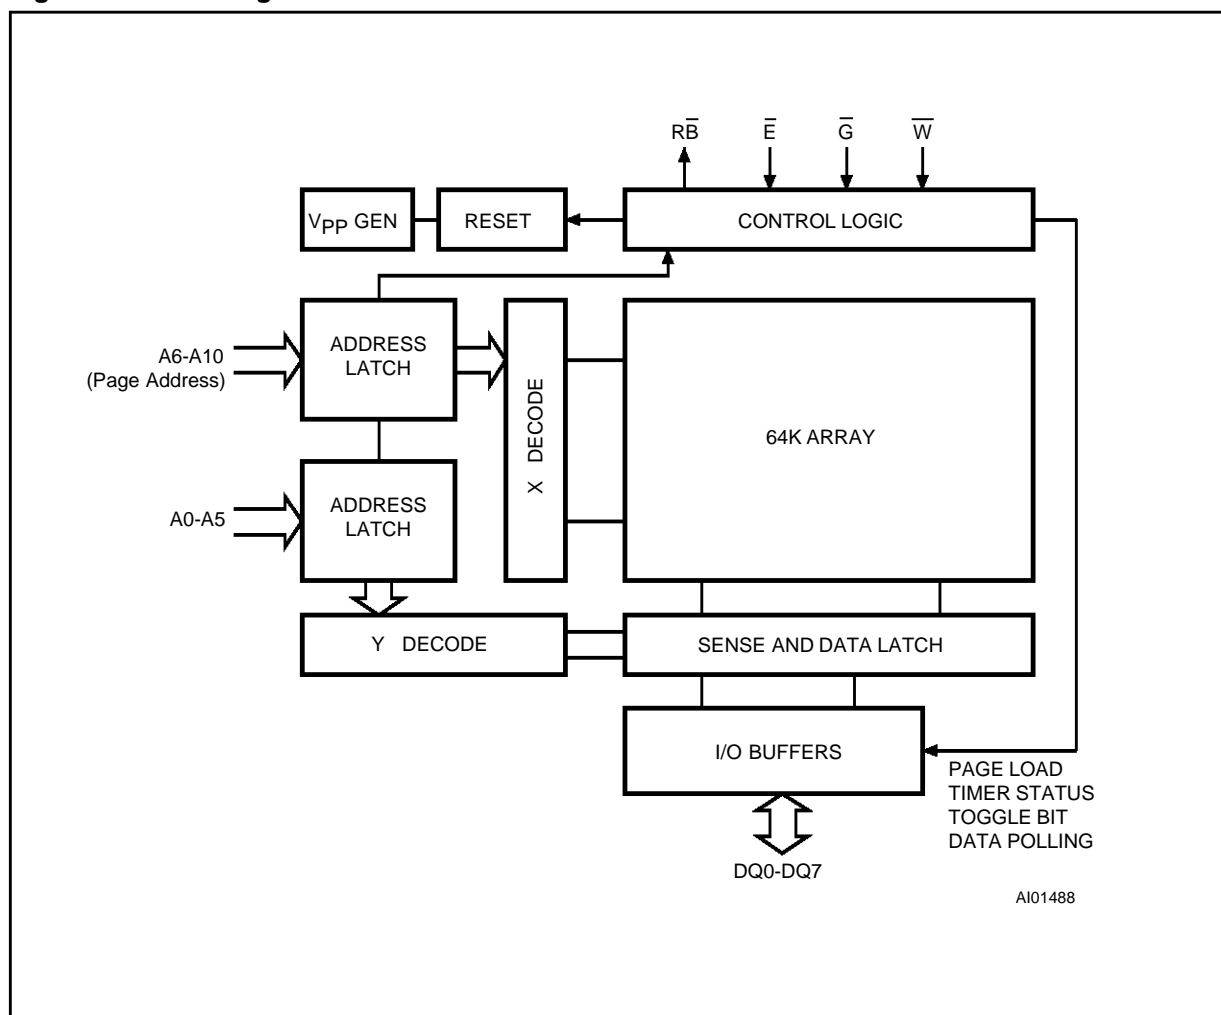 RB̅ E̅ G̅ W̅
VPP GEN RESET CONTROL LOGIC
A6-A10
(Page Address)
ADDRESS
LATCH
X DECODE
64K ARRAY
A0-A5
ADDRESS
LATCH
Y DECODE
SENSE AND DATA LATCH
I/O BUFFERS
PAGE LOAD
TIMER STATUS
TOGGLE BIT
DATA POLLING
DQ0-DQ7
AI01488